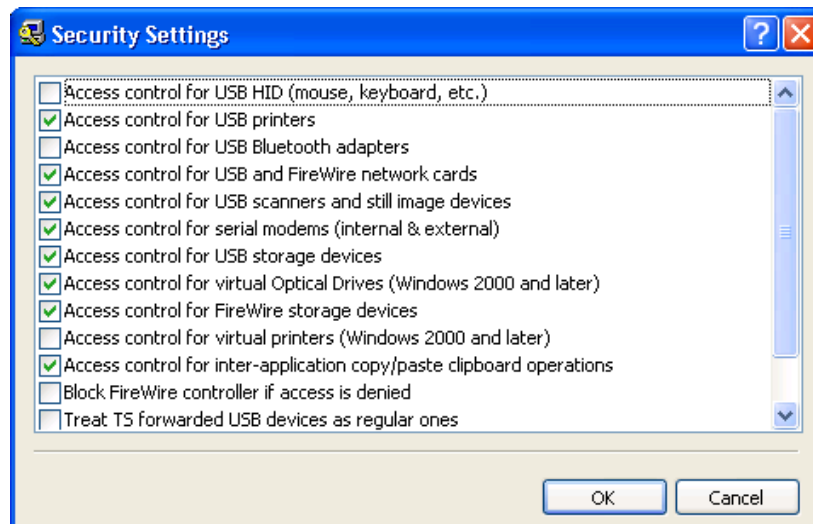 Security Settings
Access control for USB HID (mouse, keyboard, etc.)
Access control for USB printers
Access control for USB Bluetooth adapters
Access control for USB and FireWire network cards
Access control for USB scanners and still image devices
Access control for serial modems (internal & external)
Access control for USB storage devices
Access control for virtual Optical Drives (Windows 2000 and later)
Access control for FireWire storage devices
Access control for virtual printers (Windows 2000 and later)
Access control for inter-application copy/paste clipboard operations
Block FireWire controller if access is denied
Treat TS forwarded USB devices as regular ones
OK Cancel